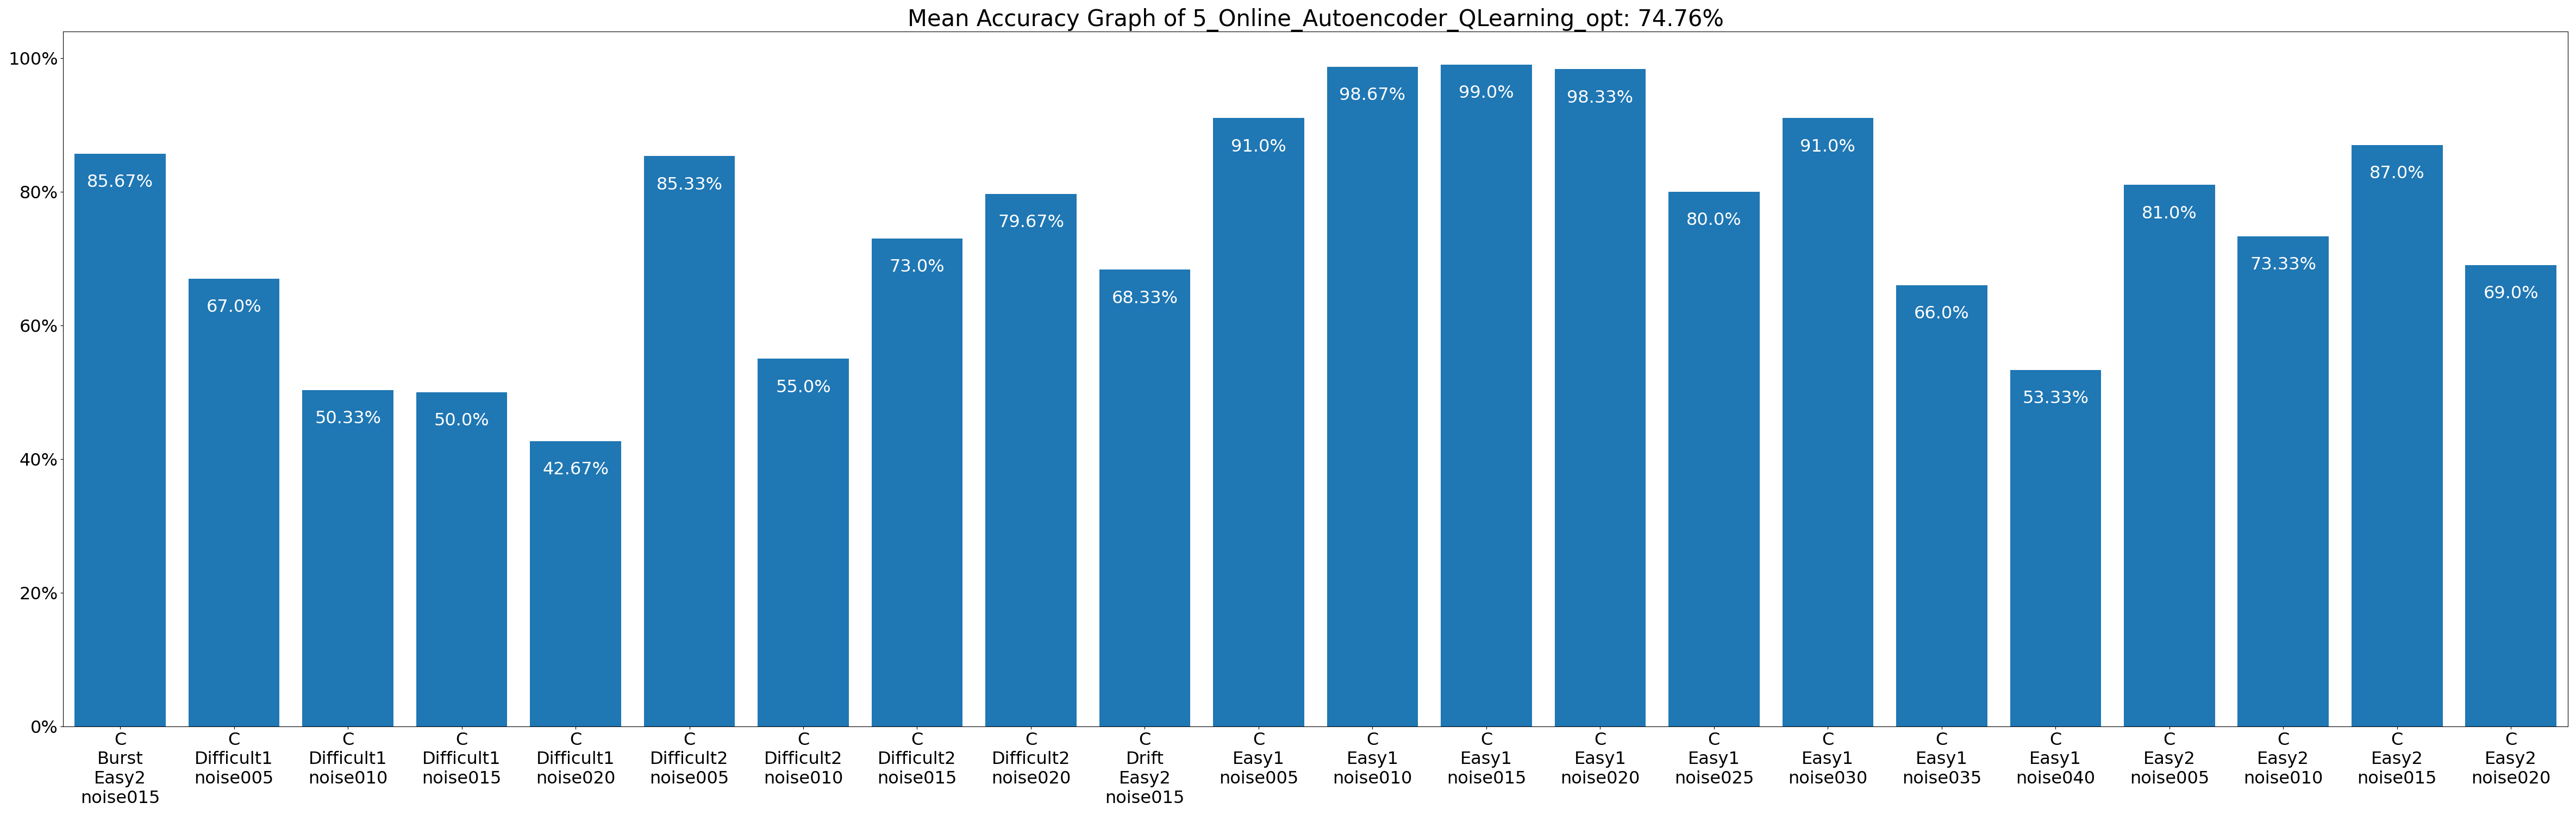 Mean Accuracy Graph of 5_Online_Autoencoder_QLearning_opt: 74.76%
100%
80%
60%
40%
20%
0%
85.67%
67.0%
50.33%
50.0%
42.67%
85.33%
55.0%
73.0%
79.67%
68.33%
91.0%
98.67%
99.0%
98.33%
80.0%
91.0%
66.0%
53.33%
81.0%
73.33%
87.0%
69.0%
C
Burst
Easy2
noise015
C
Difficult1
noise005
C
Difficult1
noise010
C
Difficult1
noise015
C
Difficult1
noise020
C
Difficult2
noise005
C
Difficult2
noise010
C
Difficult2
noise015
C
Difficult2
noise020
C
Drift
Easy2
noise015
C
Easy1
noise005
C
Easy1
noise010
C
Easy1
noise015
C
Easy1
noise020
C
Easy1
noise025
C
Easy1
noise030
C
Easy1
noise035
C
Easy1
noise040
C
Easy2
noise005
C
Easy2
noise010
C
Easy2
noise015
C
Easy2
noise020